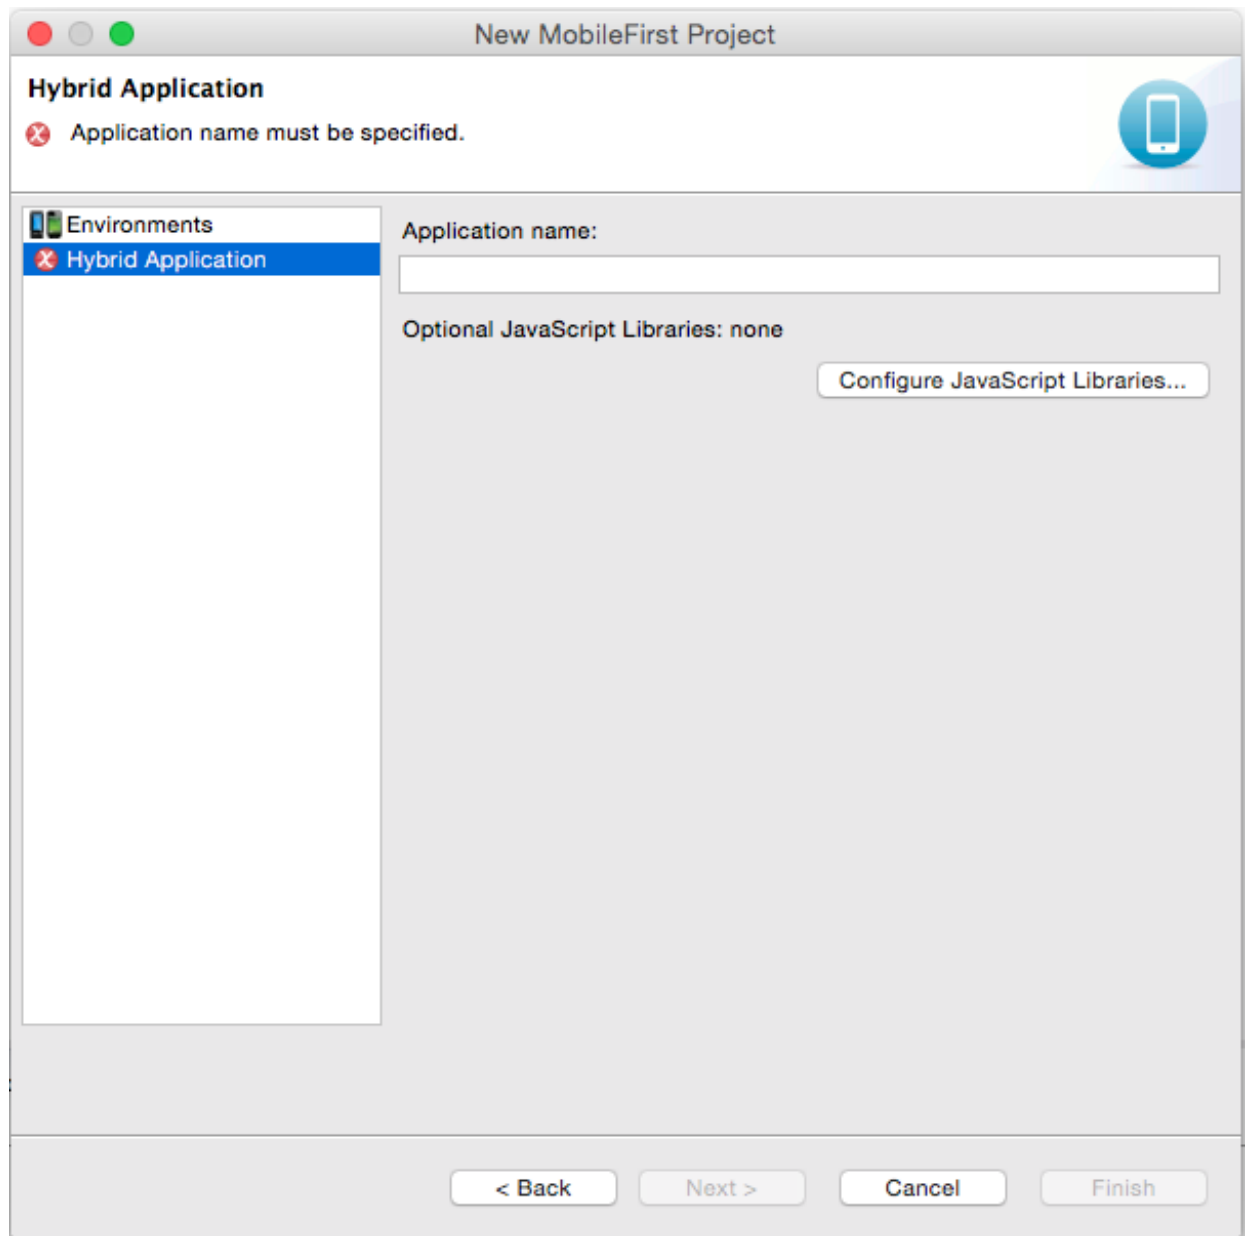 New MobileFirst Project
Hybrid Application
Application name must be specified.
Environments
Hybrid Application
Application name:
Optional JavaScript Libraries: none
Configure JavaScript Libraries...
< Back
Next >
Cancel
Finish